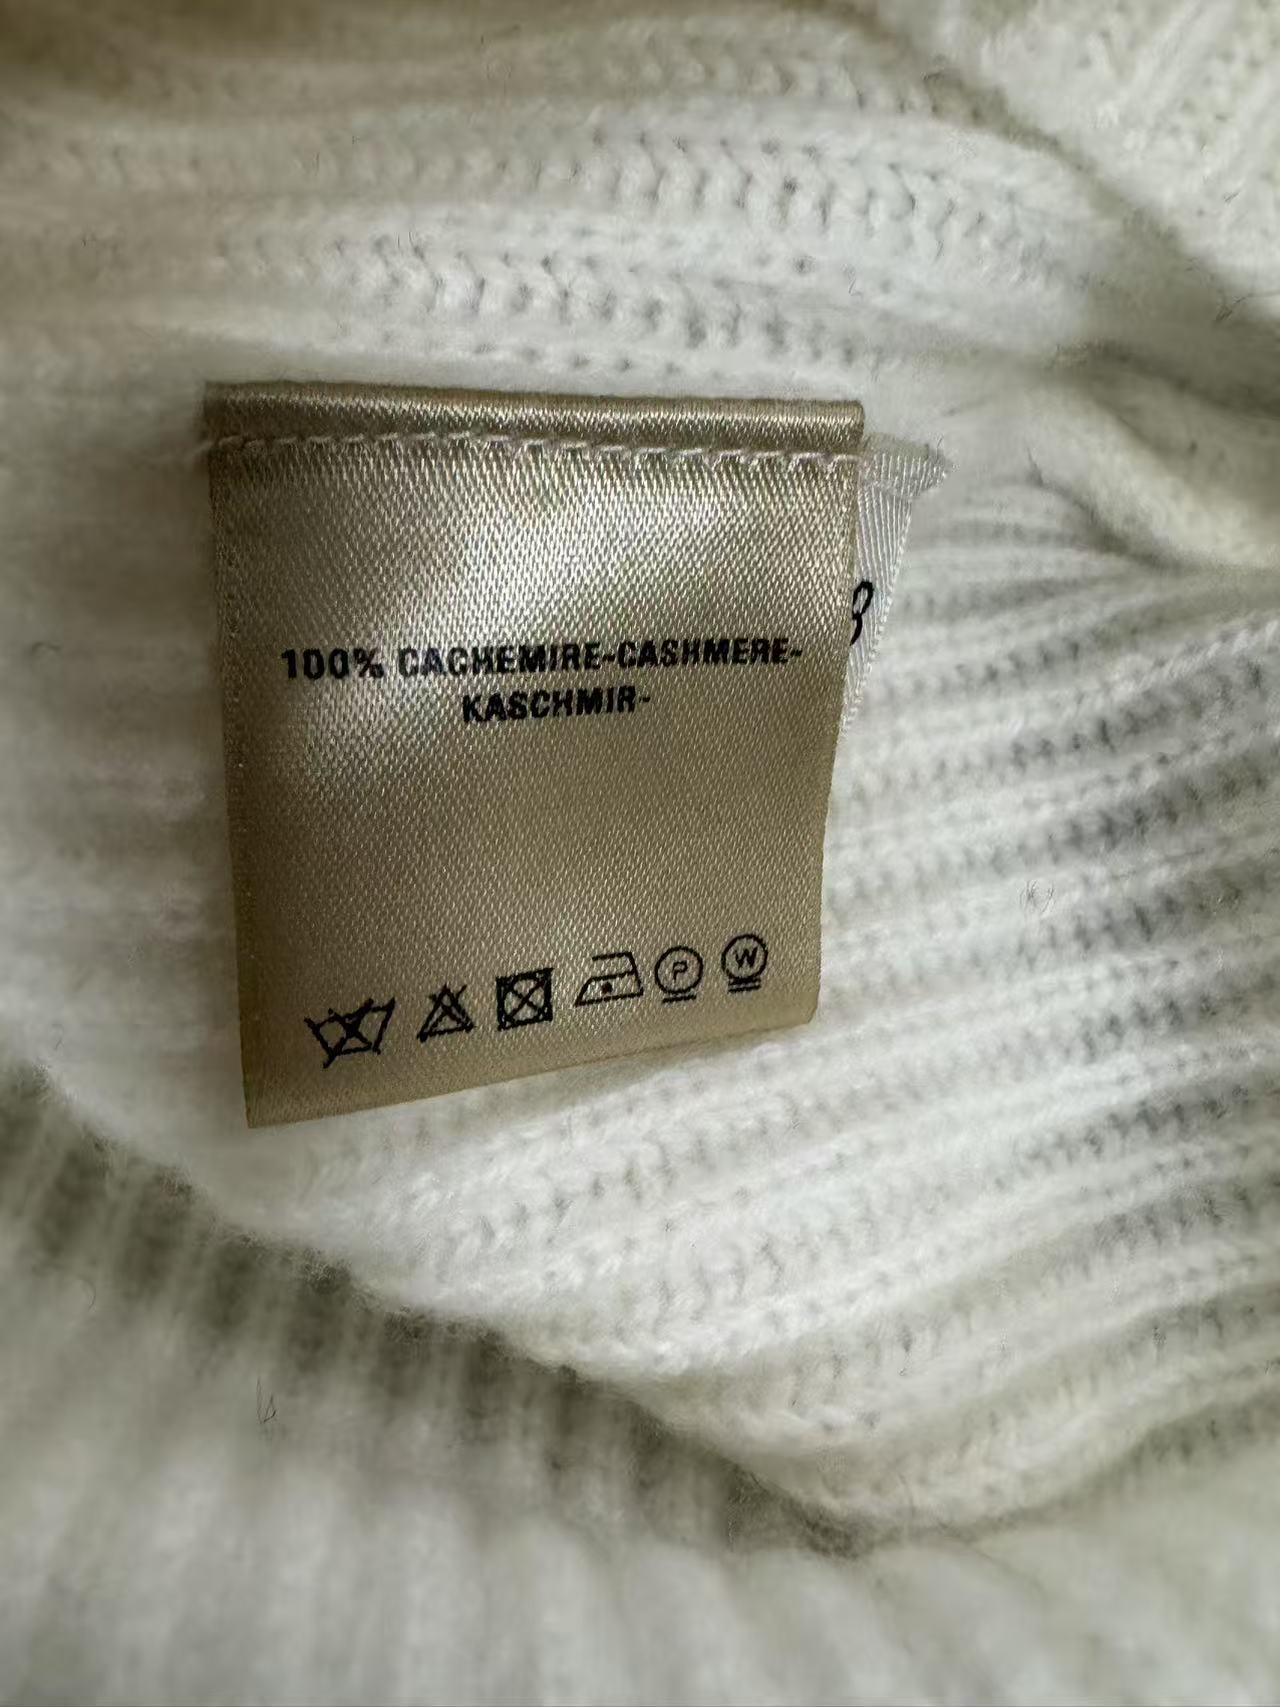 100% CACHEMIRE-CASHMERE-
KASCHMIR-
P W